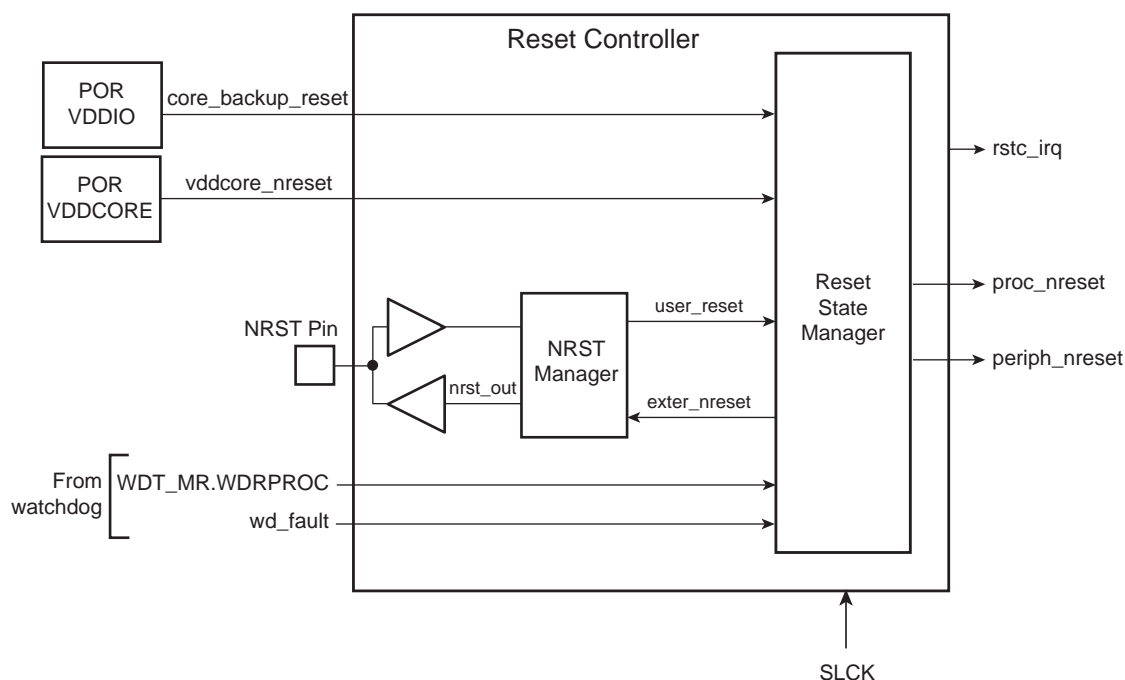 Reset Controller
POR
VDDIO
core_backup_reset
rstc_irq
POR
VDDCORE
vddcore_nreset
Reset
State
Manager
proc_nreset
NRST Pin
user_reset
NRST
Manager
periph_nreset
nrst_out
exter_nreset
From
watchdog
WDT_MR.WDRPROC
wd_fault
SLCK